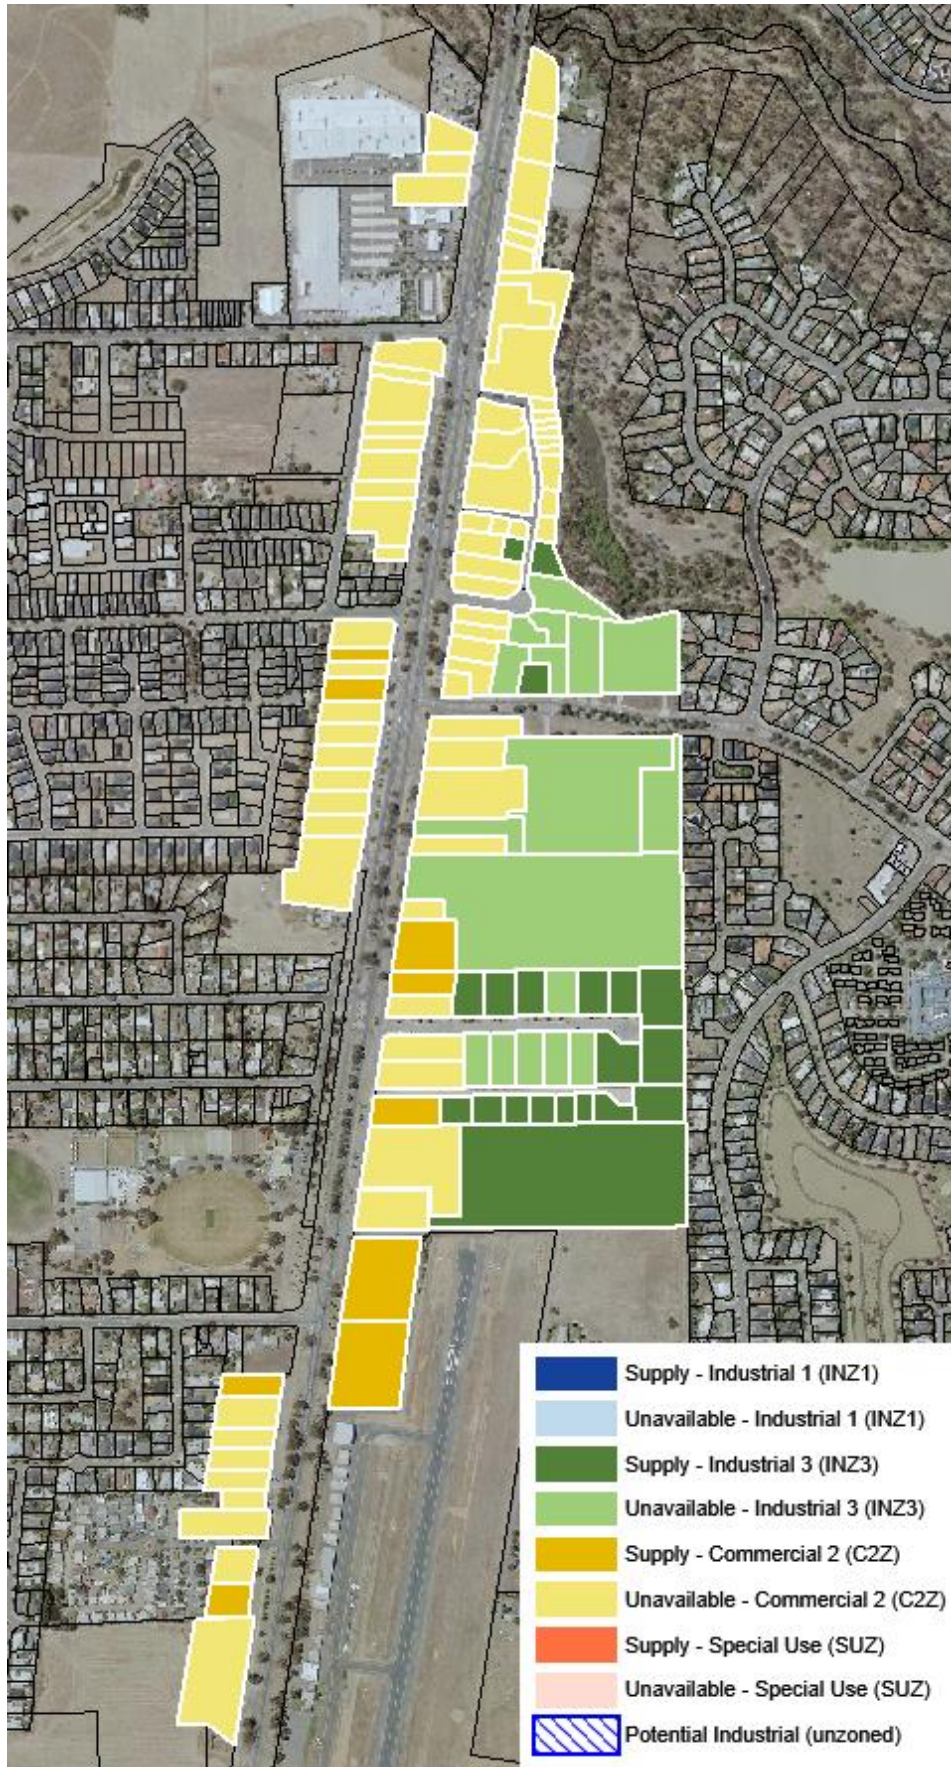 Supply - Industrial 1 (INZ1)
Unavailable - Industrial 1 (INZ1)
Supply - Industrial 3 (INZ3)
Unavailable - Industrial 3 (INZ3)
Supply - Commercial 2 (C2Z)
Unavailable - Commercial 2 (C2Z)
Supply - Special Use (SUZ)
Unavailable - Special Use (SUZ)
Potential Industrial (unzoned)